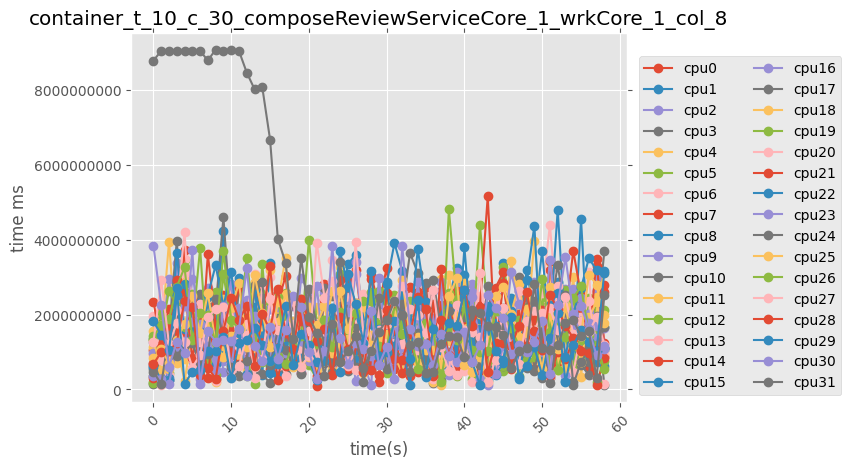 container_t_10_c_30_composeReviewServiceCore_1_wrkCore_1_col_8
time ms
8000000000
6000000000
4000000000
2000000000
0
0
10
20
30
40
50
60
time(s)
cpu0
cpu1
cpu2
cpu3
cpu4
cpu5
cpu6
cpu7
cpu8
cpu9
cpu10
cpu11
cpu12
cpu13
cpu14
cpu15
cpu16
cpu17
cpu18
cpu19
cpu20
cpu21
cpu22
cpu23
cpu24
cpu25
cpu26
cpu27
cpu28
cpu29
cpu30
cpu31